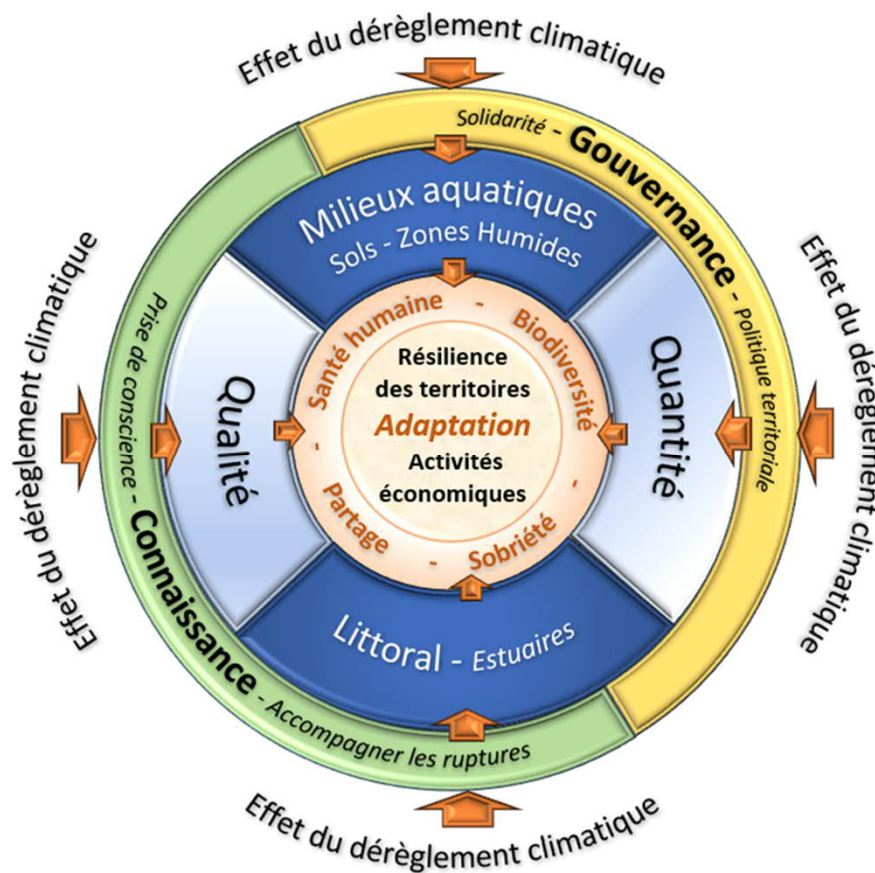 Effet du dérèglement climatique
Solidarité - Gouvernance - Politique territoriale
Effet du dérèglement climatique
Prise de conscience - Connaissance - Accompagner les ruptures
Effet du dérèglement climatique
Milieux aquatiques
Sols - Zones Humides
Qualité
Quantité
Santé humaine - Biodiversité - Sobriété - Partage -
Résilience
des territoires
Adaptation
Activités
économiques
Littoral - Estuaires
Effet du dérèglement climatique